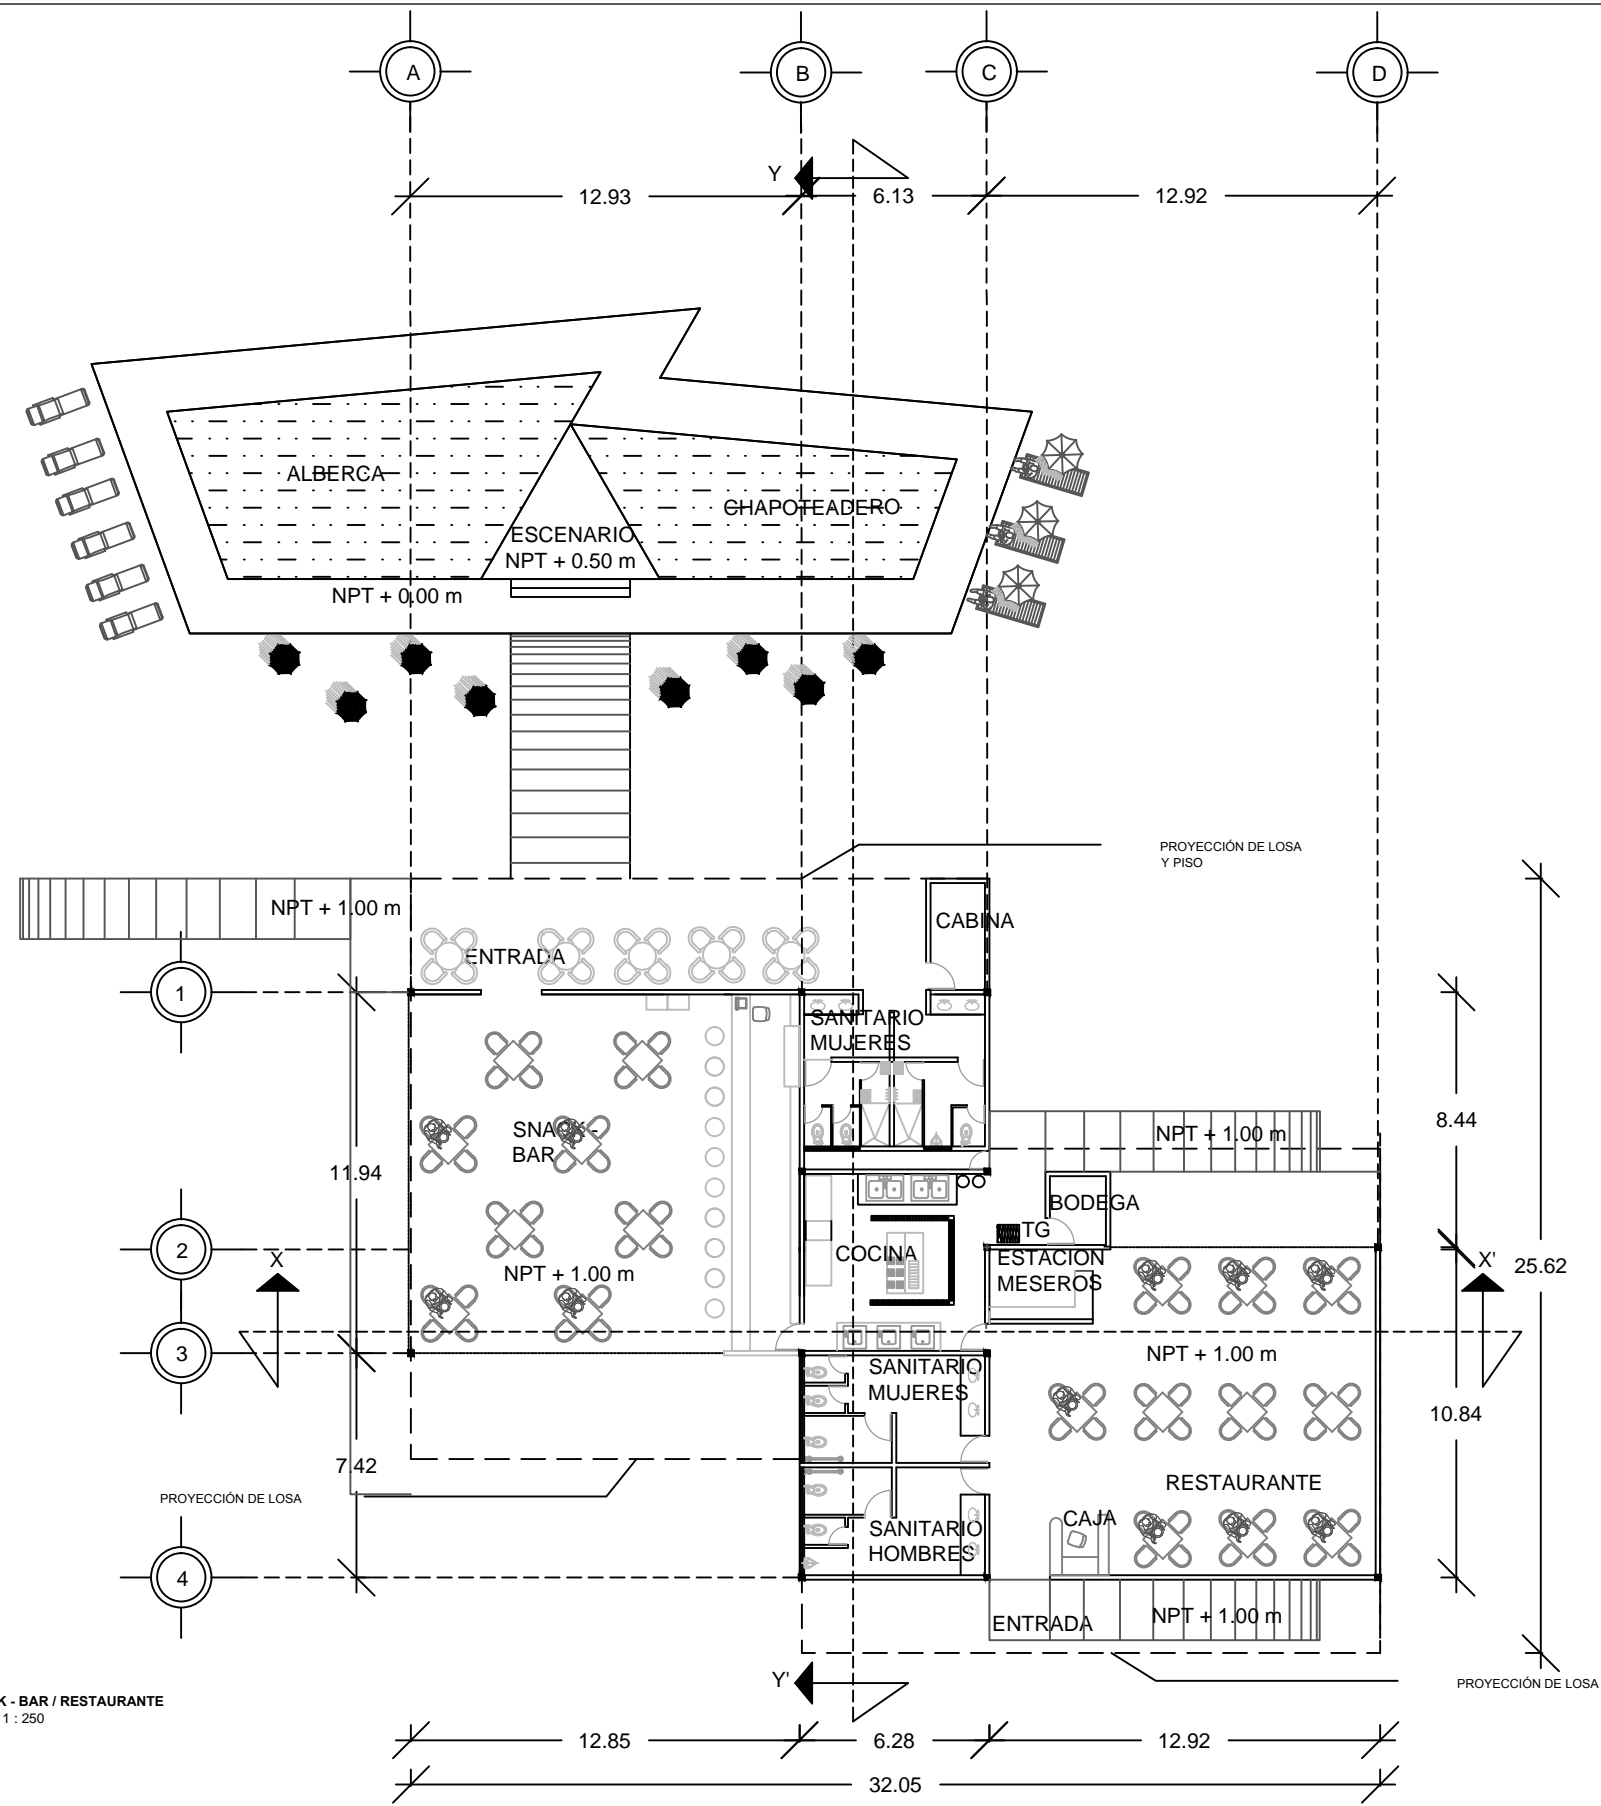 A
B
C
D
Y
12.93
6.13
12.92
ALBERCA
CHAPOTEADERO
ESCENARIO
NPT + 0.50 m
NPT + 0.00 m
PROYECCIÓN DE LOSA
Y PISO
NPT + 1.00 m
CABINA
ENTRADA
1
SANITARIO
MUJERES
8.44
NPT + 1.00 m
SNACK -
BAR
11.94
BODEGA
TG
2
COCINA
ESTACION
MESEROS
X
X'
25.62
NPT + 1.00 m
3
NPT + 1.00 m
SANITARIO
MUJERES
10.84
7.42
RESTAURANTE
PROYECCIÓN DE LOSA
CAJA
SANITARIO
HOMBRES
4
ENTRADA
NPT + 1.00 m
Y'
PROYECCIÓN DE LOSA
K - BAR / RESTAURANTE
1 : 250
12.85
6.28
12.92
32.05